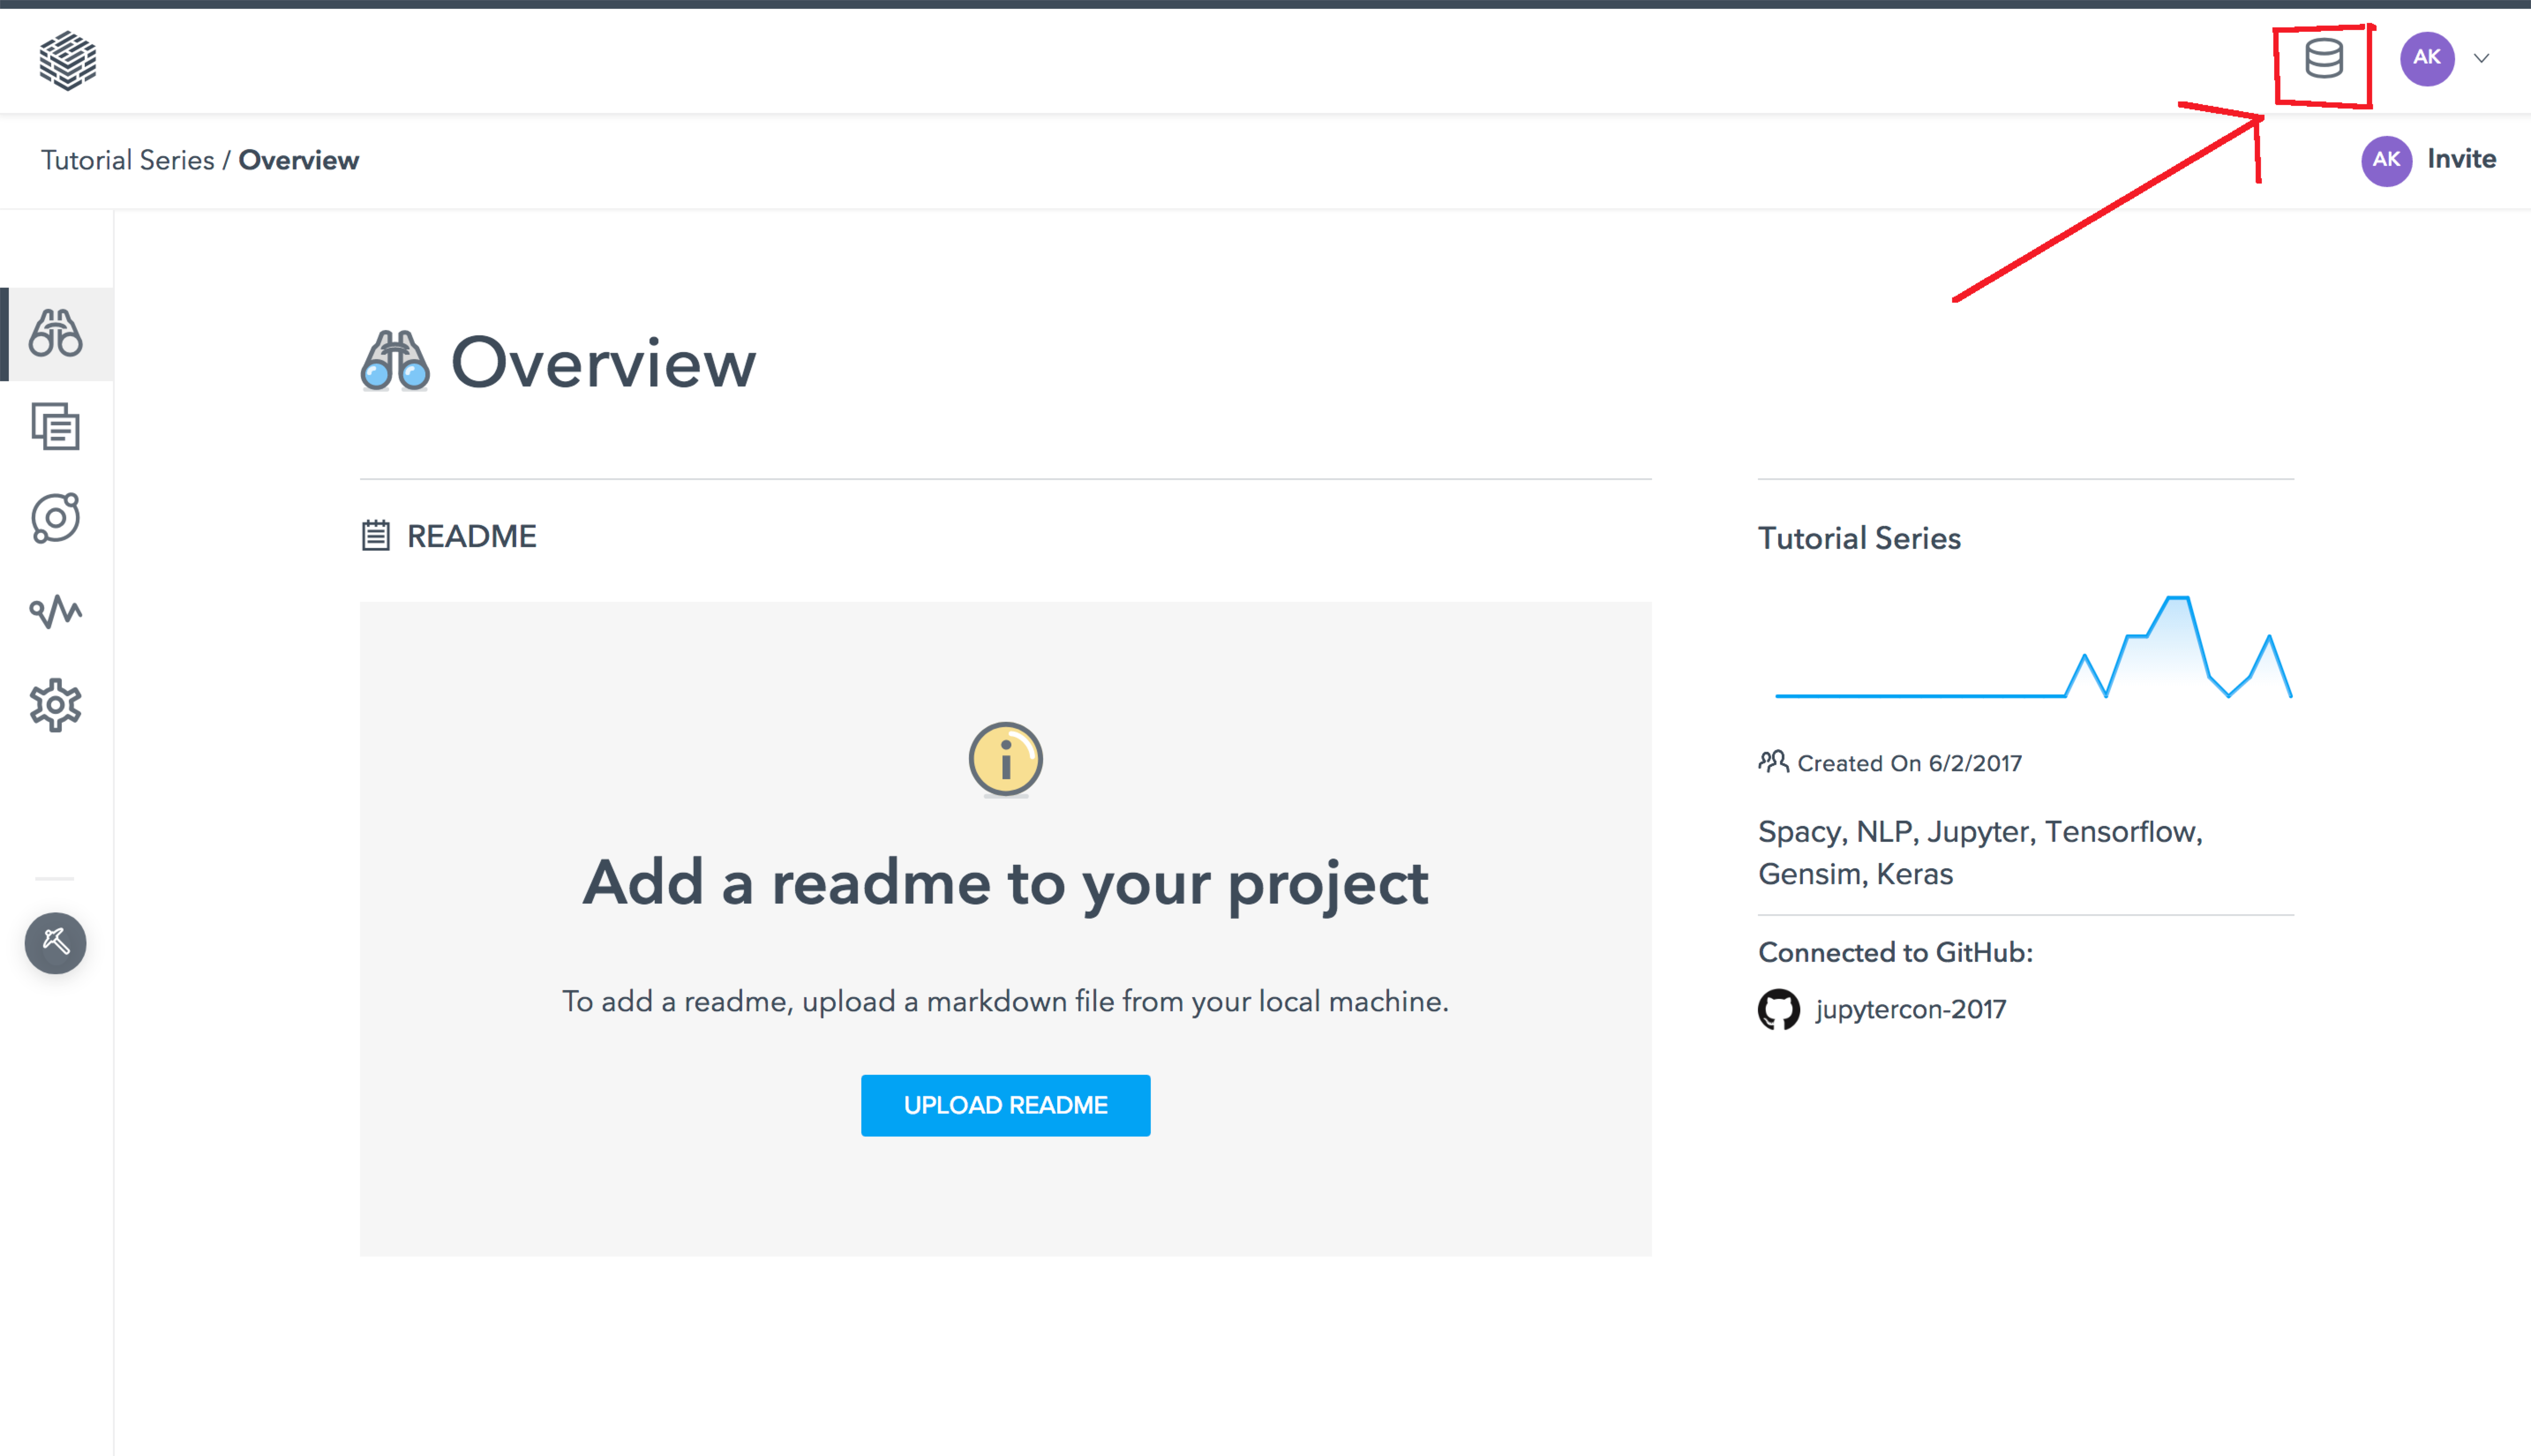 AK
Tutorial Series / Overview
AK Invite
Overview
README
Add a readme to your project
To add a readme, upload a markdown file from your local machine.
UPLOAD README
Tutorial Series
Created On 6/2/2017
Spacy, NLP, Jupyter, Tensorflow,
Gensim, Keras
Connected to GitHub:
jupytercon-2017